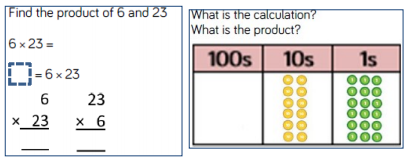 Find the product of 6 and 23
6 × 23 =
= 6 × 23
6
× 23
23
× 6
What is the calculation?
What is the product?
100s 10s 1s